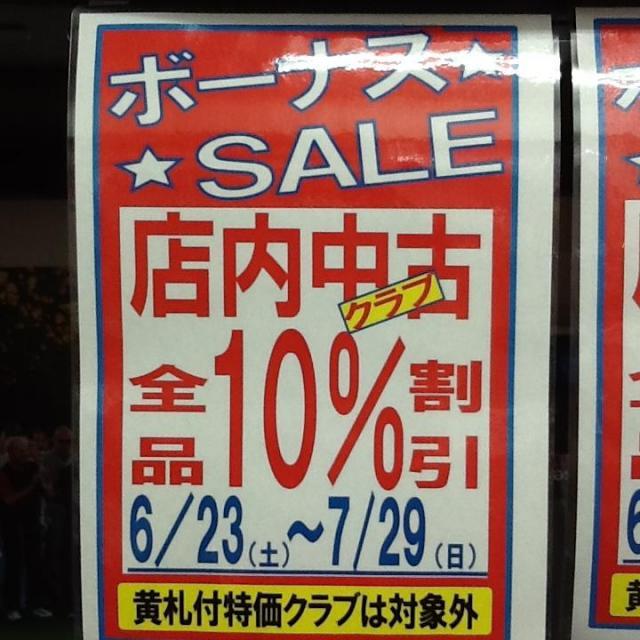 ボーナス★
★SALE
店内中古
クラブ
全品10%割引
6/23(土)~7/29(日)
黄札付特価クラブは対象外